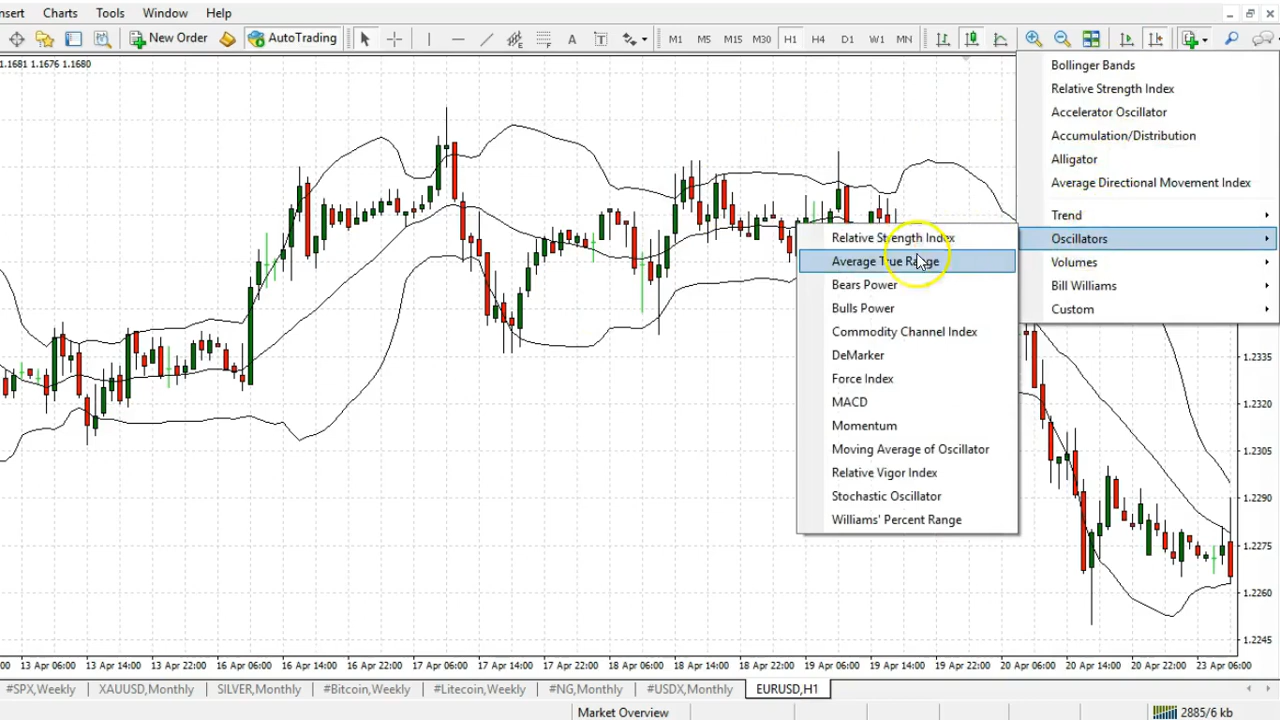 nsert Charts Tools Window Help
New Order AutoTrading A T M1 M5 M15 M30 H1 H4 D1 W1 MN
1.1681 1.1676 1.1680
Bollinger Bands
Relative Strength Index
Accelerator Oscillator
Accumulation/Distribution
Alligator
Average Directional Movement Index
Trend
Oscillators
Volumes
Bill Williams
Custom
Relative Strength Index
Average True Range
Bears Power
Bulls Power
Commodity Channel Index
DeMarker
Force Index
MACD
Momentum
Moving Average of Oscillator
Relative Vigor Index
Stochastic Oscillator
Williams' Percent Range
1.2335
1.2320
1.2305
1.2290
1.2275
1.2260
1.2245
:00 13 Apr 06:00 13 Apr 14:00 13 Apr 22:00 16 Apr 06:00 16 Apr 14:00 16 Apr 22:00 17 Apr 06:00 17 Apr 14:00 17 Apr 22:00 18 Apr 06:00 18 Apr 14:00 18 Apr 22:00 19 Apr 06:00 19 Apr 14:00 19 Apr 22:00 20 Apr 06:00 20 Apr 14:00 20 Apr 22:00 23 Apr 06:00
#SPX,Weekly XAUUSD,Monthly SILVER,Monthly #Bitcoin,Weekly #Litecoin,Weekly #NG,Monthly #USDX,Monthly EURUSD,H1
Market Overview 2885/6 kb